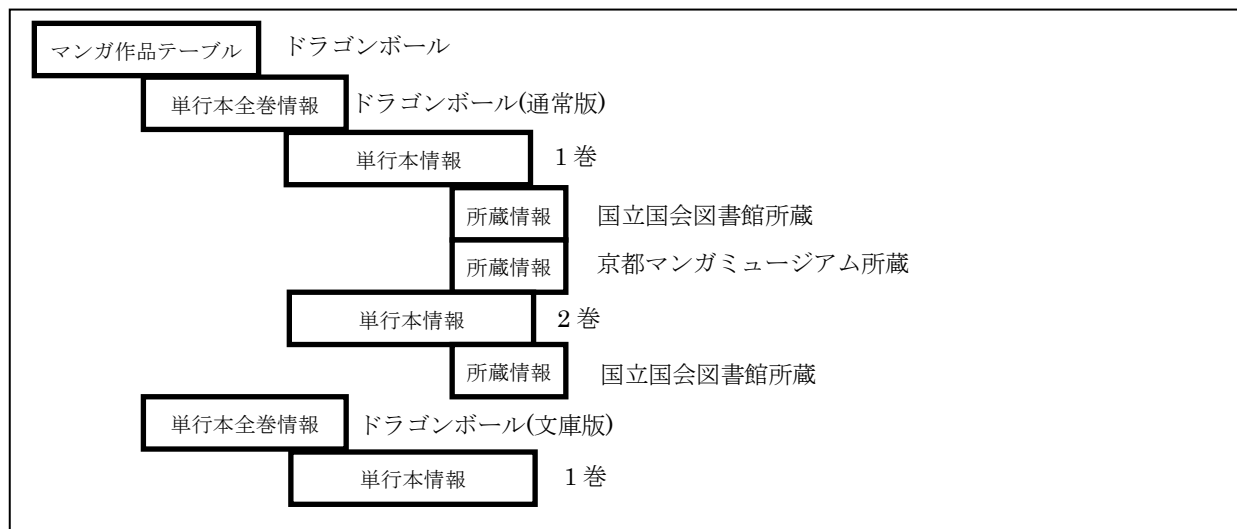 マンガ作品テーブル ドラゴンボール
単行本全巻情報 ドラゴンボール(通常版)
単行本情報 1巻
所蔵情報 国立国会図書館所蔵
所蔵情報 京都マンガミュージアム所蔵
単行本情報 2巻
所蔵情報 国立国会図書館所蔵
単行本全巻情報 ドラゴンボール(文庫版)
単行本情報 1巻